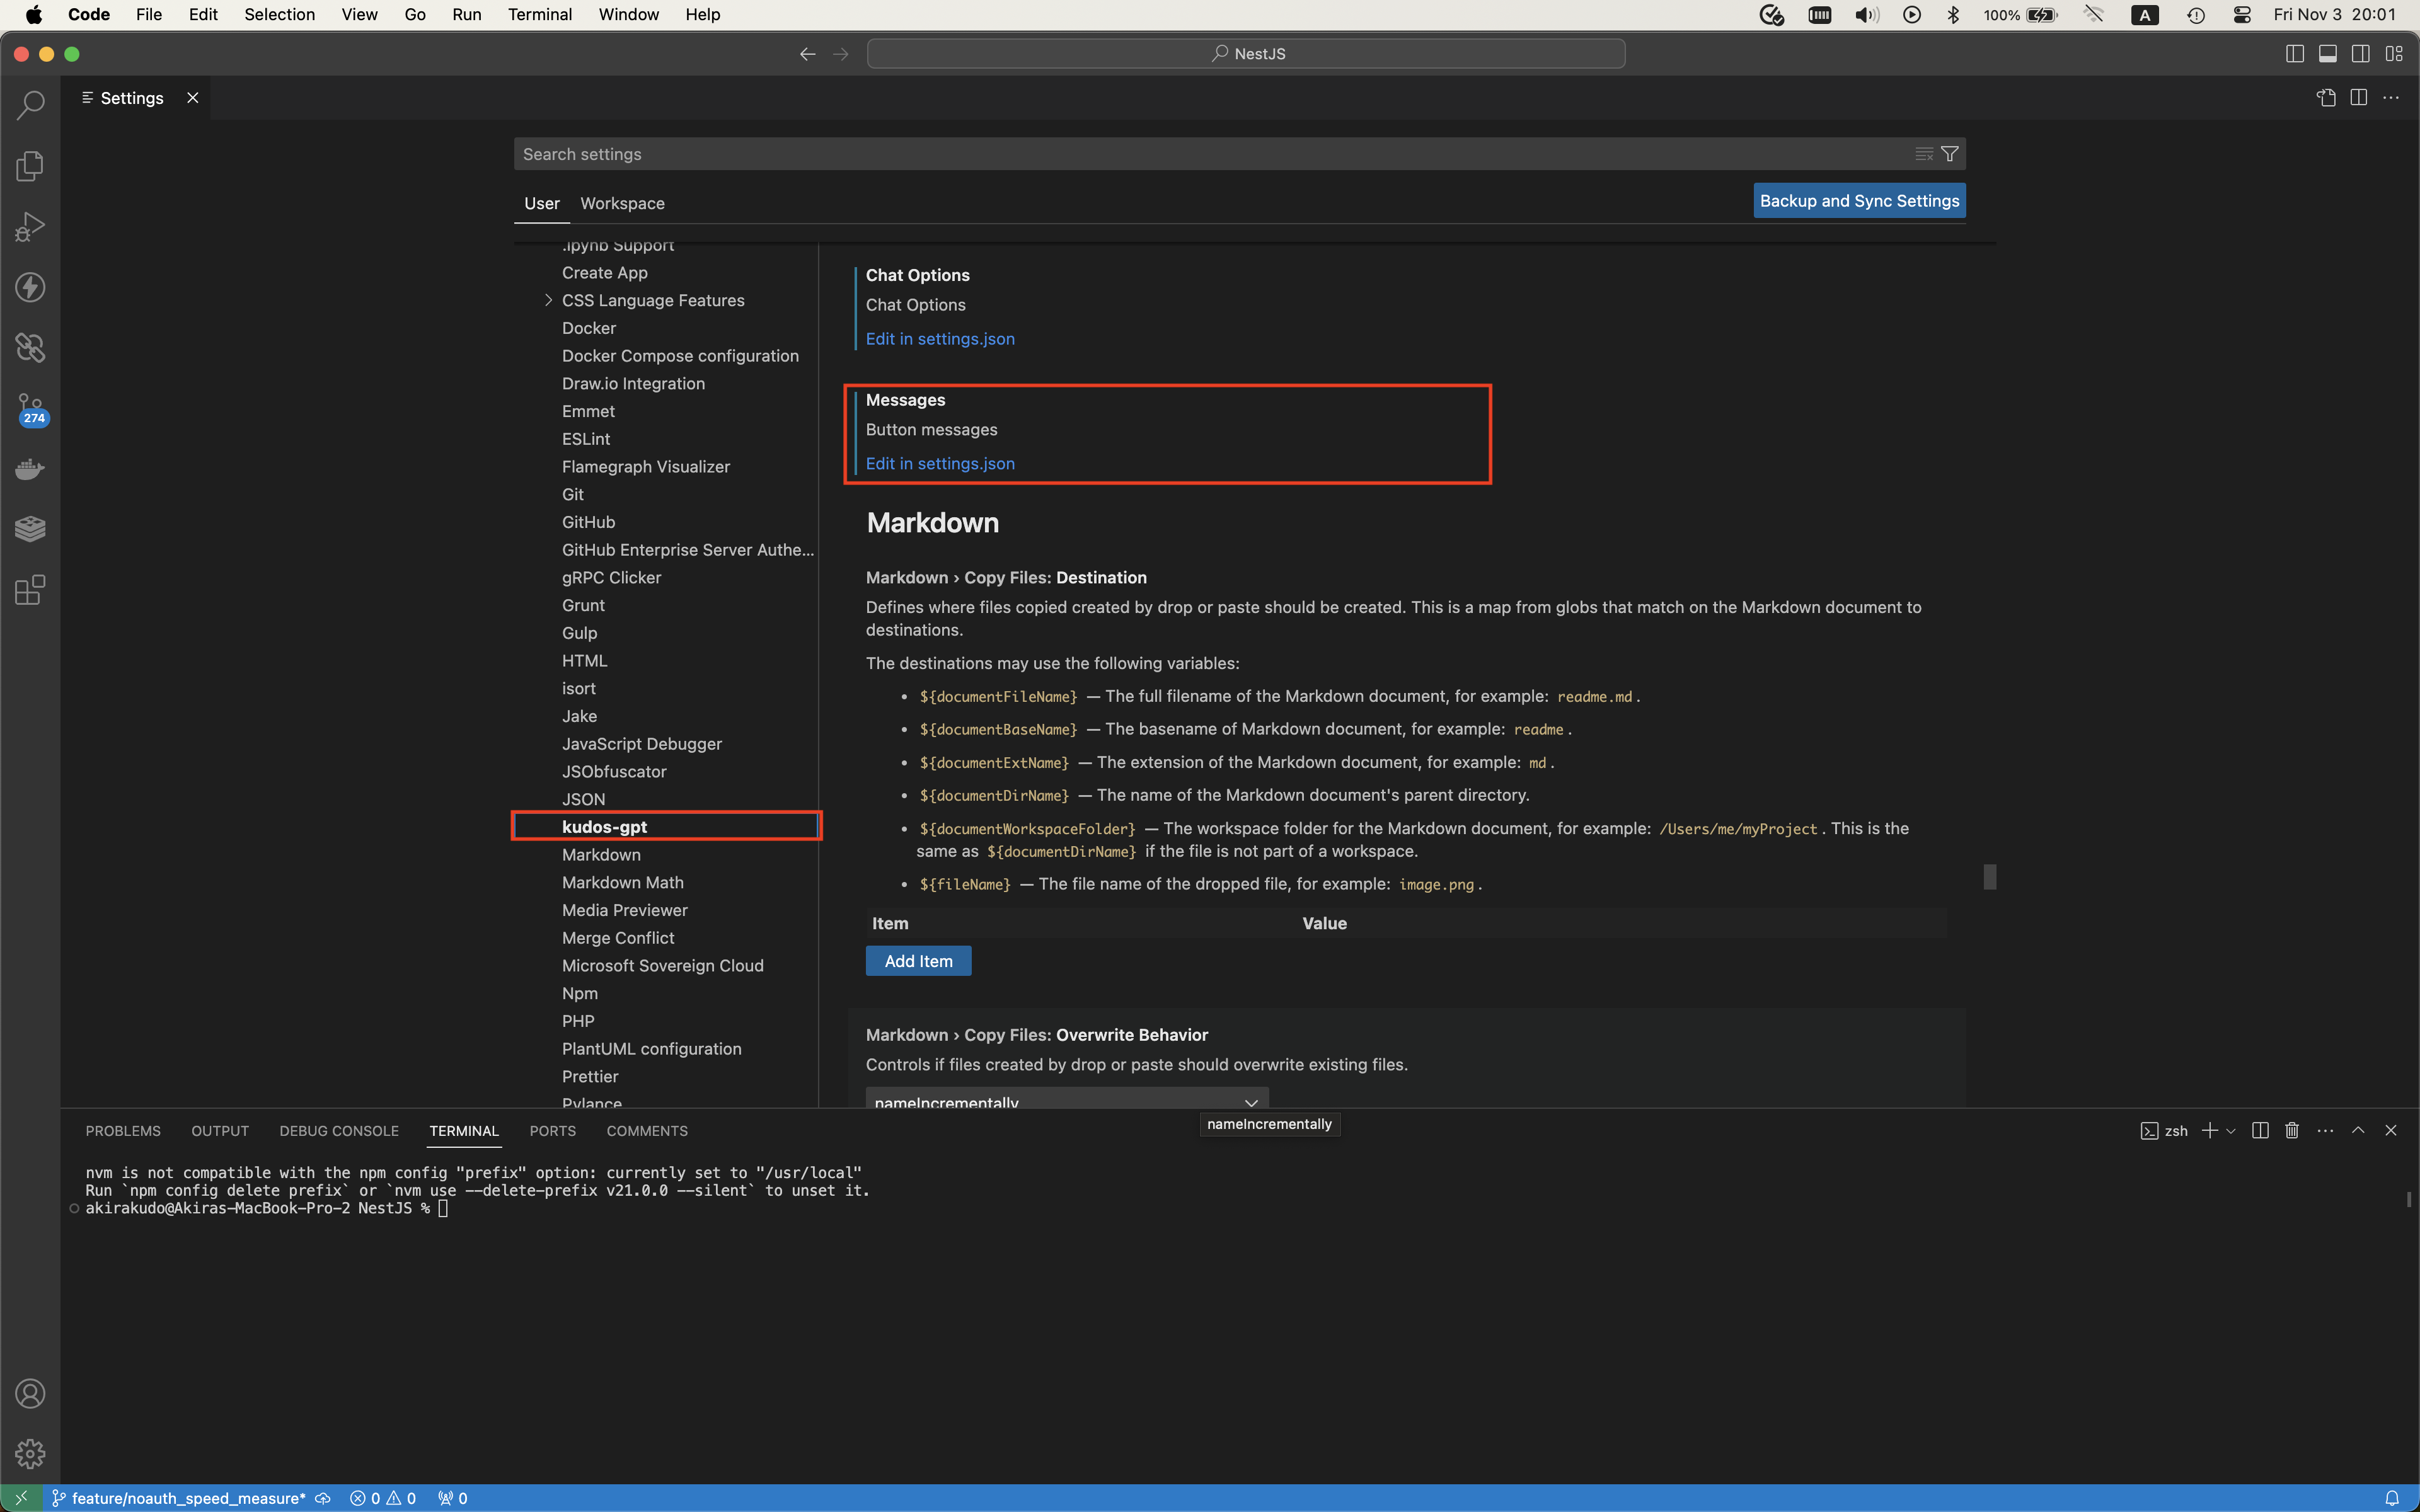 Code File Edit Selection View Go Run Terminal Window Help
100% A Fri Nov 3 20:01
NestJS
Settings
Search settings
User Workspace
Backup and Sync Settings
.ipynb Support
Create App
CSS Language Features
Docker
Docker Compose configuration
Draw.io Integration
Emmet
ESLint
Flamegraph Visualizer
Git
GitHub
GitHub Enterprise Server Authe...
gRPC Clicker
Grunt
Gulp
HTML
isort
Jake
JavaScript Debugger
JSObfuscator
JSON
kudos-gpt
Markdown
Markdown Math
Media Previewer
Merge Conflict
Microsoft Sovereign Cloud
Npm
PHP
PlantUML configuration
Prettier
Pylance
274
Chat Options
Chat Options
Edit in settings.json
Messages
Button messages
Edit in settings.json
Markdown
Markdown › Copy Files: Destination
Defines where files copied created by drop or paste should be created. This is a map from globs that match on the Markdown document to
destinations.
The destinations may use the following variables:
• ${documentFileName} — The full filename of the Markdown document, for example: readme.md .
• ${documentBaseName} — The basename of Markdown document, for example: readme .
• ${documentExtName} — The extension of the Markdown document, for example: md .
• ${documentDirName} — The name of the Markdown document's parent directory.
• ${documentWorkspaceFolder} — The workspace folder for the Markdown document, for example: /Users/me/myProject . This is the
same as ${documentDirName} if the file is not part of a workspace.
• ${fileName} — The file name of the dropped file, for example: image.png .
Item Value
Add Item
Markdown › Copy Files: Overwrite Behavior
Controls if files created by drop or paste should overwrite existing files.
nameIncrementally
nameIncrementally
PROBLEMS OUTPUT DEBUG CONSOLE TERMINAL PORTS COMMENTS
zsh
nvm is not compatible with the npm config "prefix" option: currently set to "/usr/local"
Run `npm config delete prefix` or `nvm use --delete-prefix v21.0.0 --silent` to unset it.
akirakudo@Akiras-MacBook-Pro-2 NestJS %
feature/noauth_speed_measure* 0 0 0